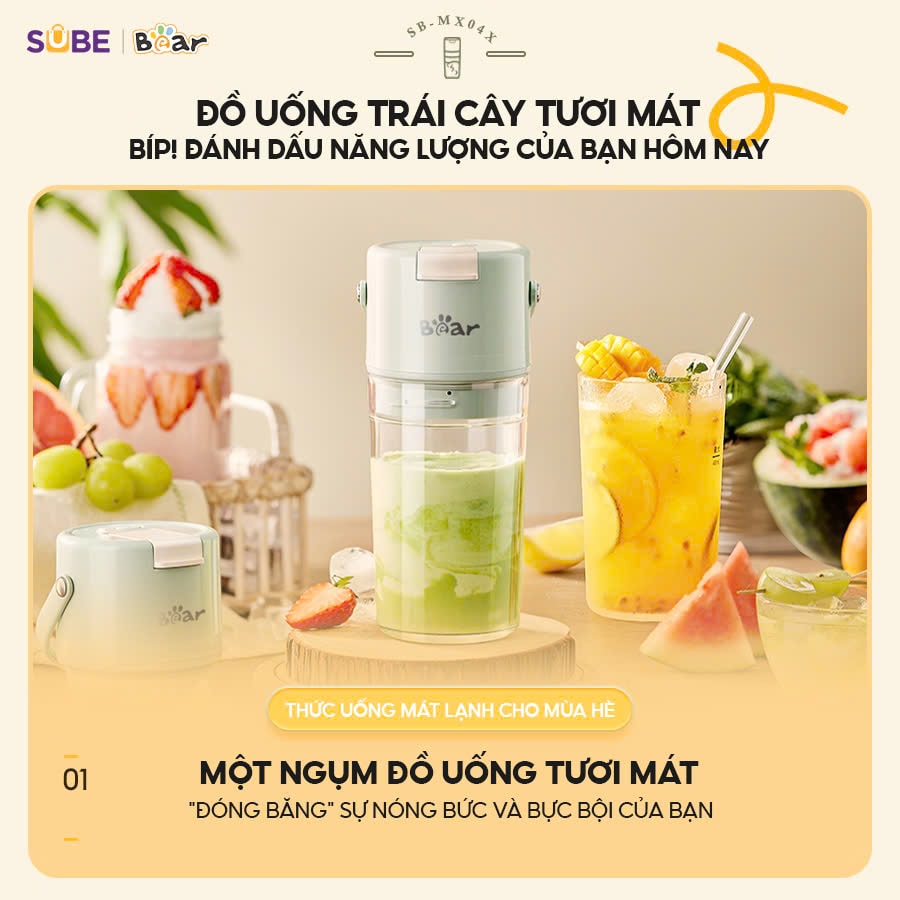 SUBE | Bear
SB-MX04X
ĐỒ UỐNG TRÁI CÂY TƯƠI MÁT
BÍP! ĐÁNH DẤU NĂNG LƯỢNG CỦA BẠN HÔM NAY
Bear
Bear
THỨC UỐNG MÁT LẠNH CHO MÙA HÈ
01
MỘT NGỤM ĐỒ UỐNG TƯƠI MÁT
"ĐÓNG BĂNG" SỰ NÓNG BỨC VÀ BỰC BỘI CỦA BẠN